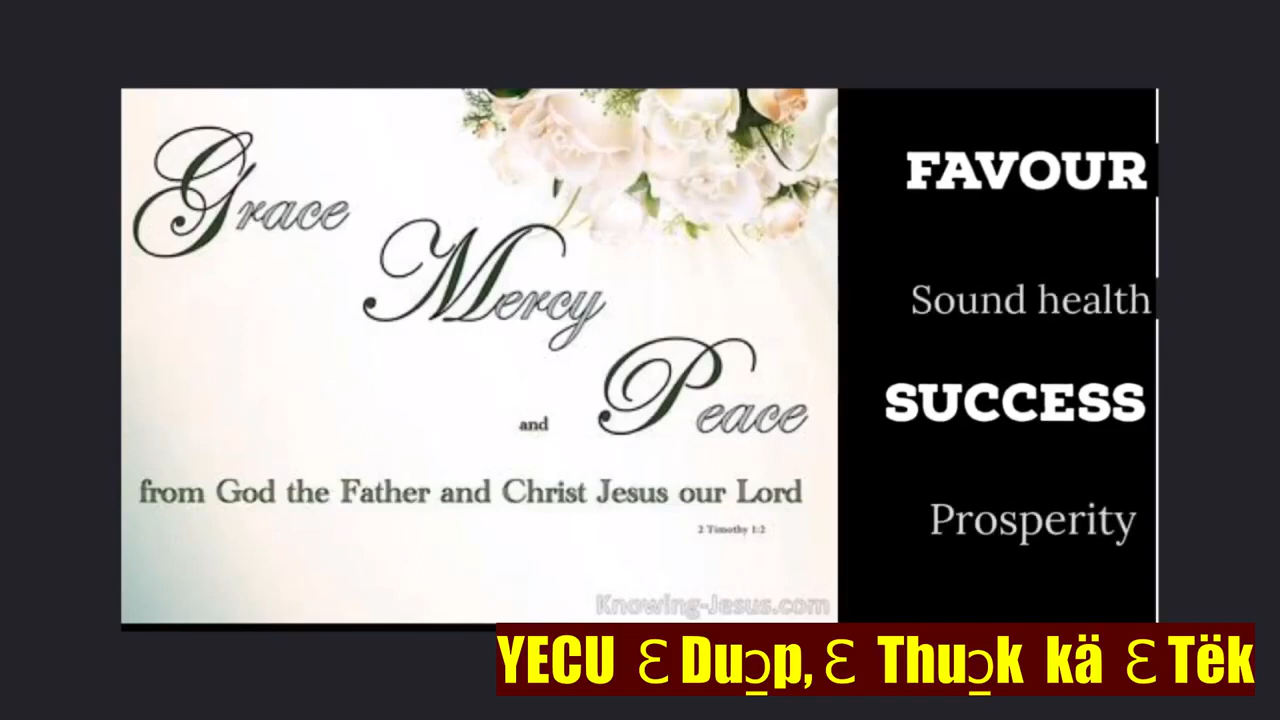 Grace
Mercy
and Peace
from God the Father and Christ Jesus our Lord
2 Timothy 1:2
Knowing-Jesus.com
FAVOUR
Sound health
SUCCESS
Prosperity
YECU Ɛ Duɔ̱p, Ɛ Thuɔ̱k kä Ɛ Tëk